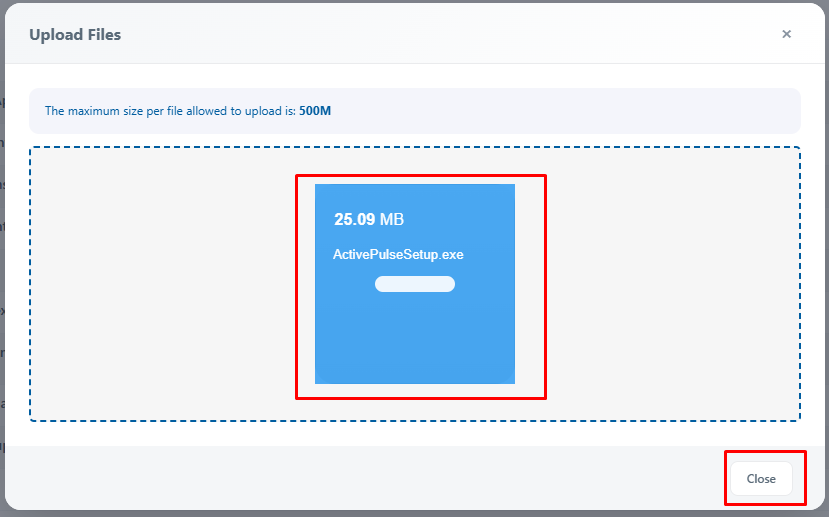 Upload Files
×
The maximum size per file allowed to upload is: 500M
25.09 MB
ActivePulseSetup.exe
Close